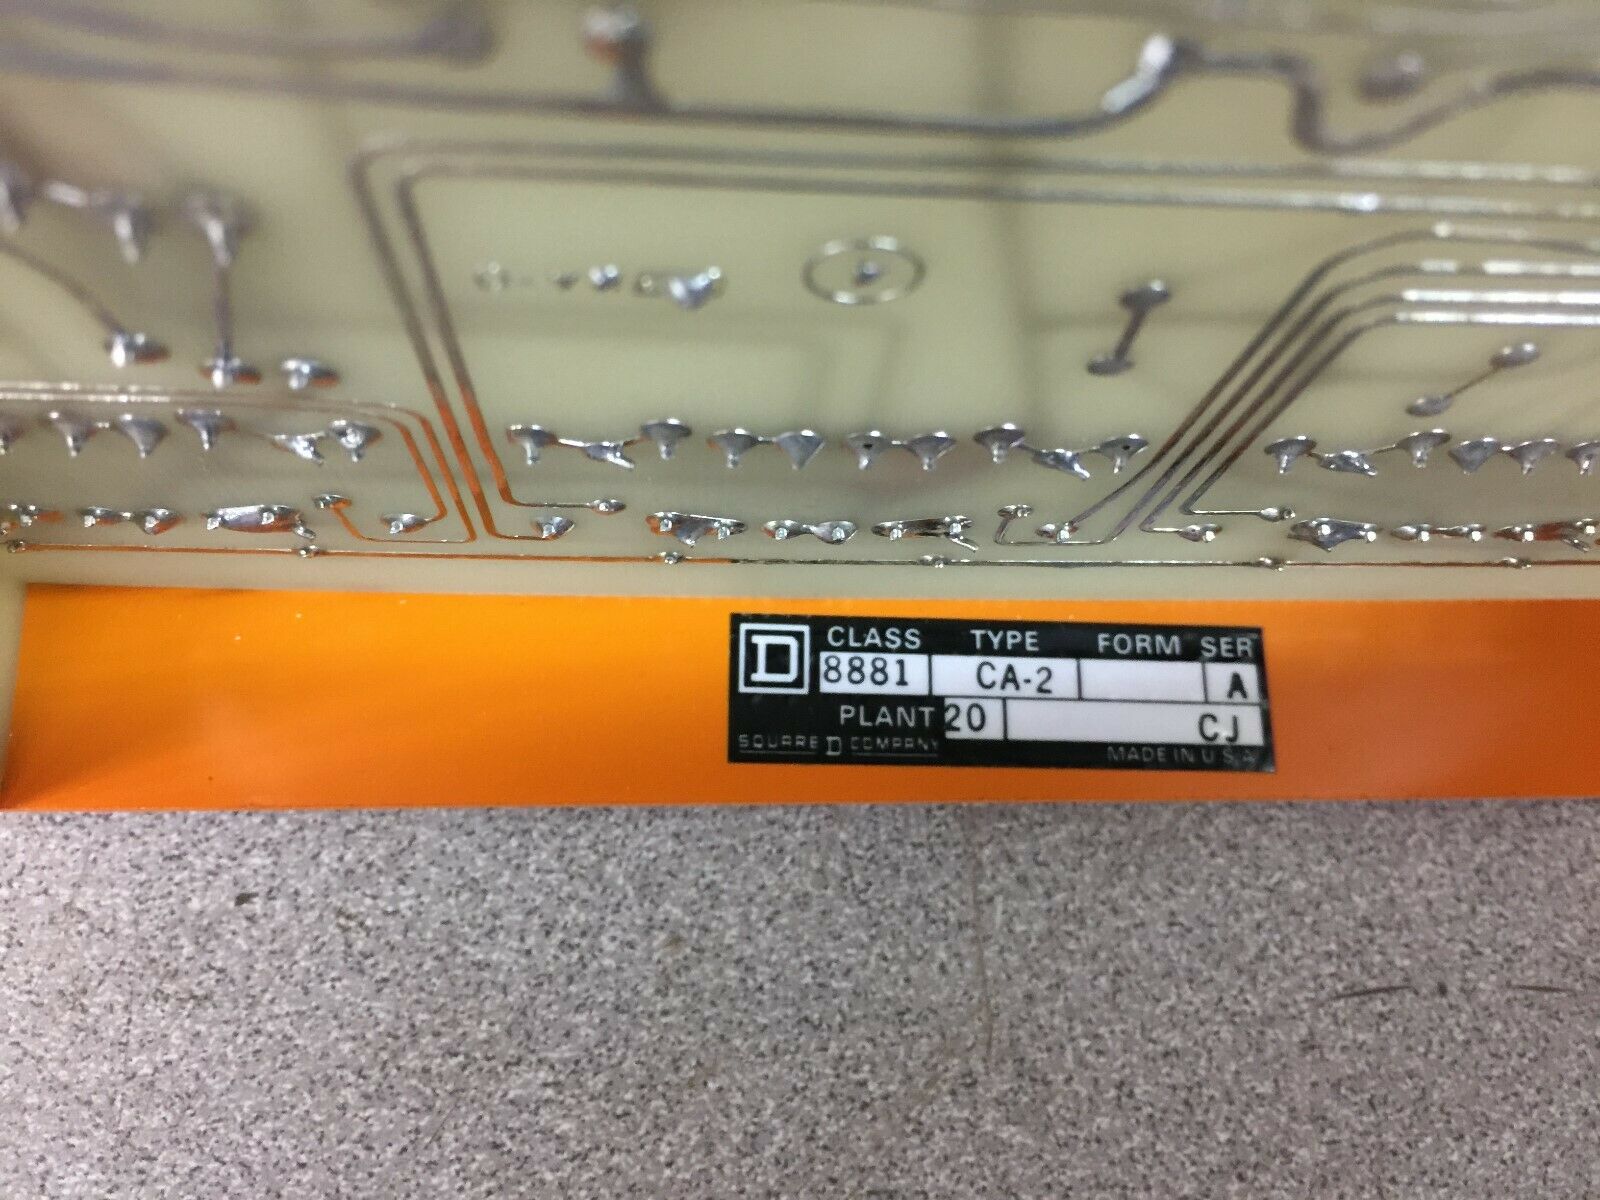 D CLASS TYPE FORM SER
8881 CA-2 A
PLANT 20 CJ
SQUARE D COMPANY MADE IN U.S.A.